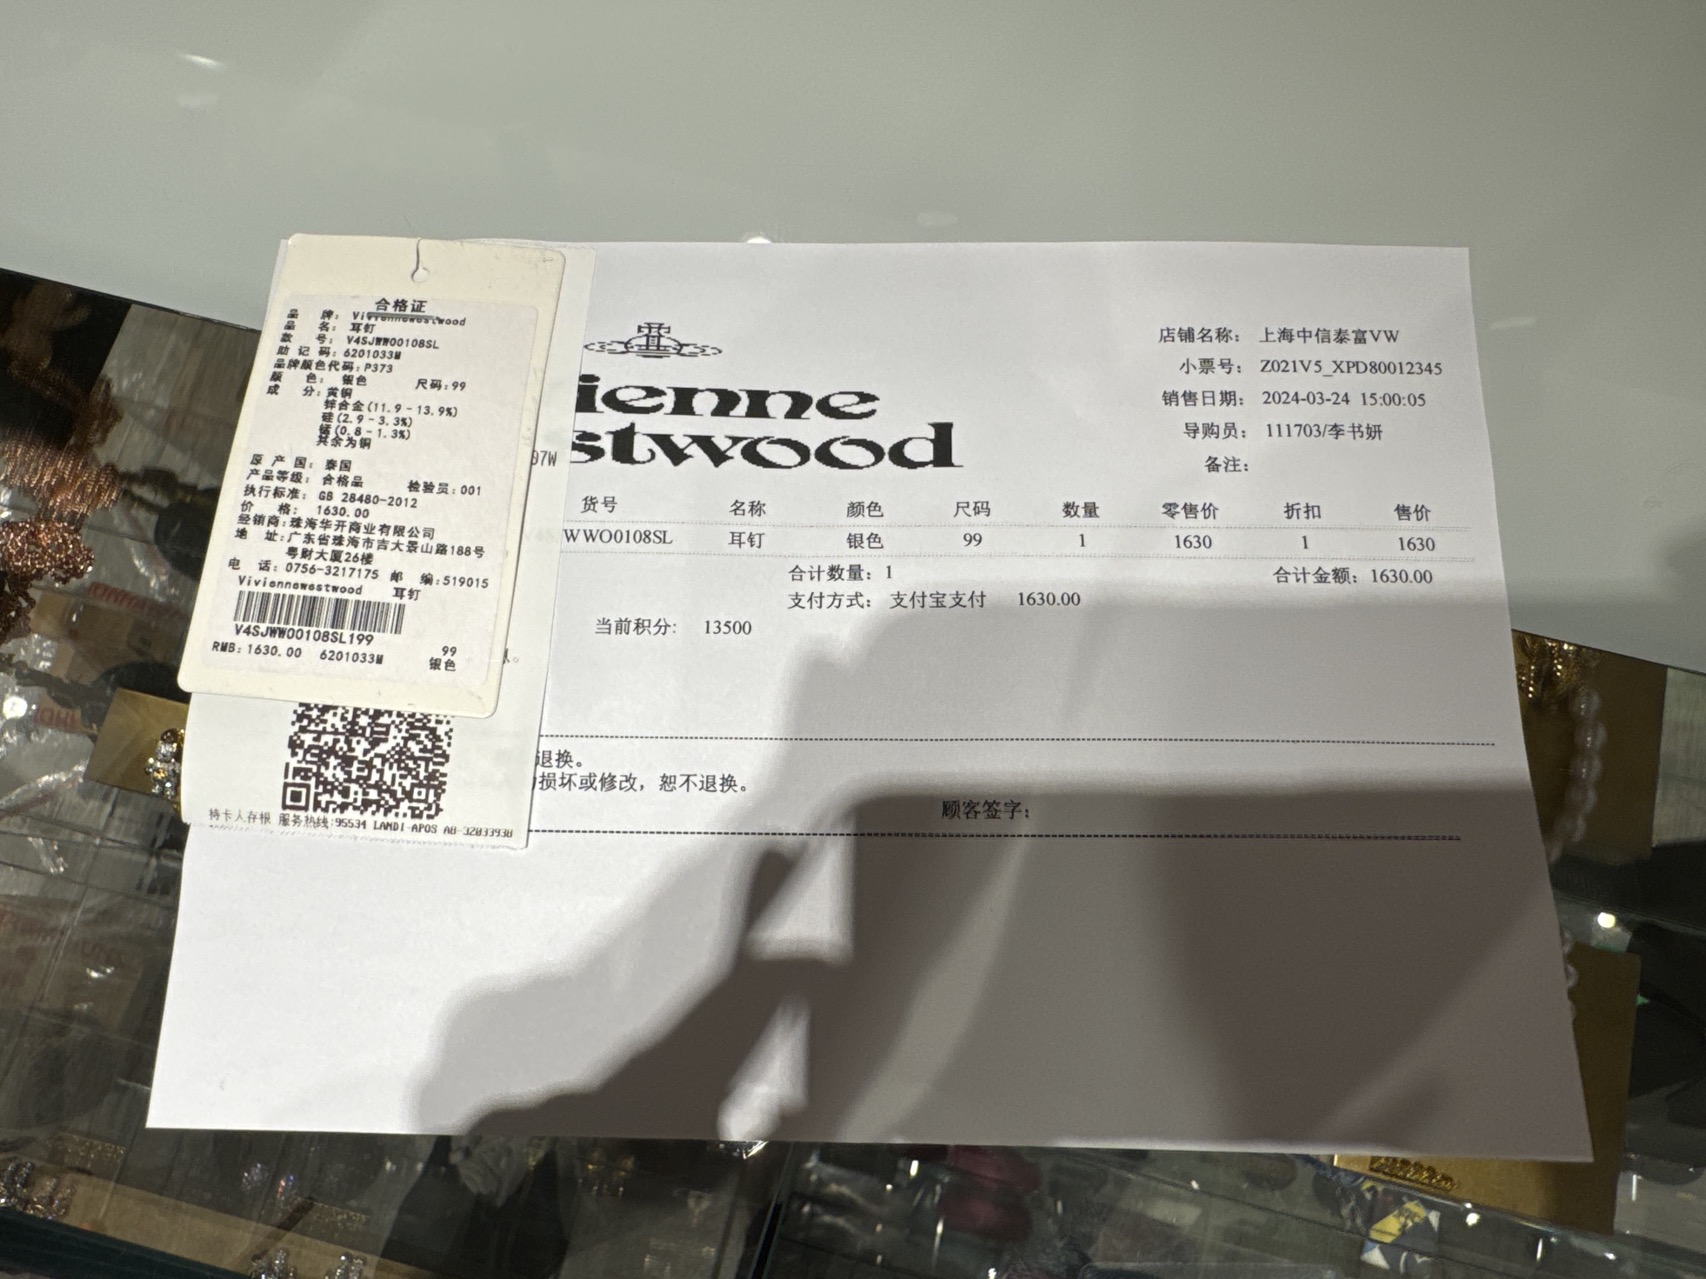 合格证
品 牌: Viviennewestwood
品 名: 耳钉
款 号: V4SJWW00108SL
助 记 码: 6201033M
品牌颜色代码: P373
颜 色: 银色 尺码: 99
成 分: 黄铜
锌合金(11.9-13.9%)
硅(2.9-3.3%)
锰(0.8-1.3%)
其余为铜
原 产 国: 泰国
产品等级: 合格品 检验员: 001
执行标准: GB 28480-2012
价 格: 1630.00
经销商: 珠海华开商业有限公司
地 址: 广东省珠海市吉大景山路188号
粤财大厦26楼
电 话: 0756-3217175 邮 编: 519015
Viviennewestwood 耳钉
V4SJWW00108SL199
99
RMB: 1630.00 6201033M 银色
持卡人存根 服务热线:95534 LANDI-APOS A8-32033938
ienne
stwood
07W
店铺名称: 上海中信泰富VW
小票号: Z021V5_XPD80012345
销售日期: 2024-03-24 15:00:05
导购员: 111703/李书妍
备注:
货号 名称 颜色 尺码 数量 零售价 折扣 售价
WWO0108SL 耳钉 银色 99 1 1630 1 1630
合计数量: 1 合计金额: 1630.00
支付方式: 支付宝支付 1630.00
当前积分: 13500
退换。
损坏或修改，恕不退换。
顾客签字: